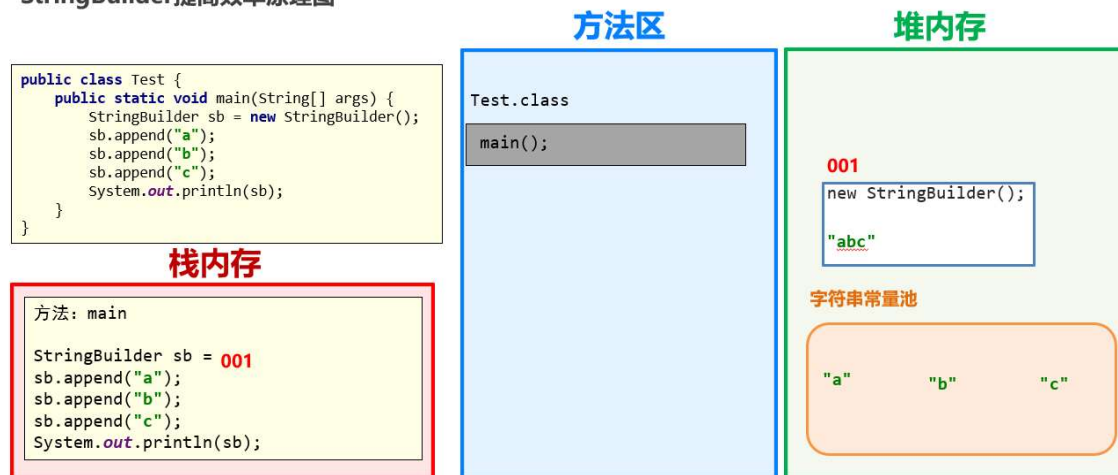 StringBuilder提高效率原理图
方法区
堆内存
public class Test {
public static void main(String[] args) {
StringBuilder sb = new StringBuilder();
sb.append("a");
sb.append("b");
sb.append("c");
System.out.println(sb);
}
}
Test.class
main();
001
new StringBuilder();
"abc"
栈内存
方法：main
StringBuilder sb = 001
sb.append("a");
sb.append("b");
sb.append("c");
System.out.println(sb);
字符串常量池
"a" "b" "c"